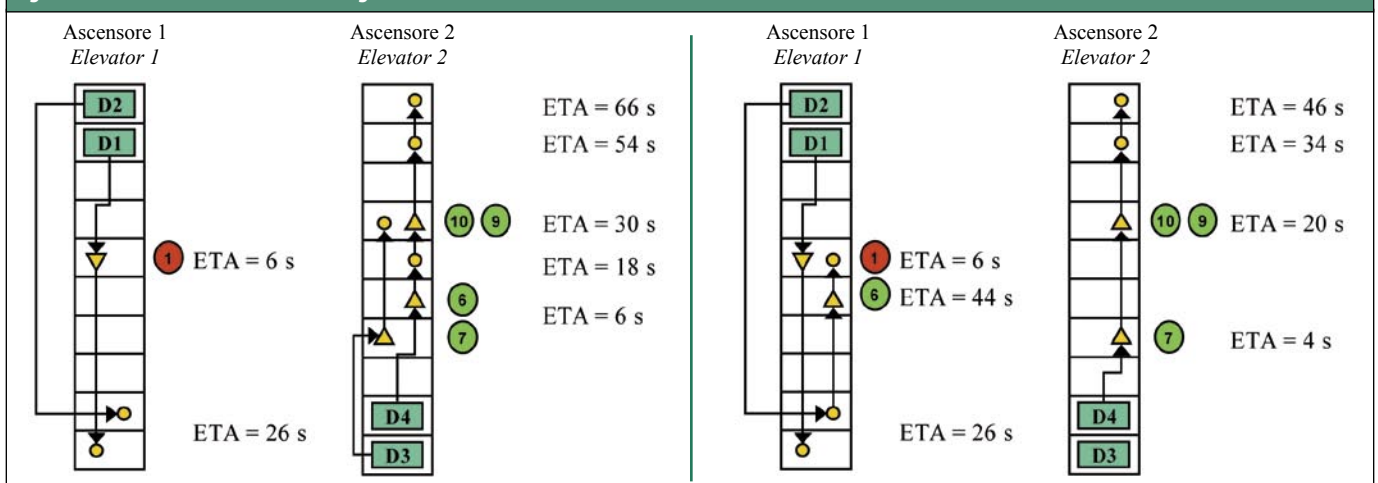 Ascensore 1
Elevator 1
Ascensore 2
Elevator 2
D2
D1
1
ETA = 6 s
ETA = 26 s
10
9
6
7
D4
D3
ETA = 66 s
ETA = 54 s
ETA = 30 s
ETA = 18 s
ETA = 6 s
Ascensore 1
Elevator 1
Ascensore 2
Elevator 2
D2
D1
1
ETA = 6 s
6
ETA = 44 s
ETA = 26 s
10
9
7
D4
D3
ETA = 46 s
ETA = 34 s
ETA = 20 s
ETA = 4 s